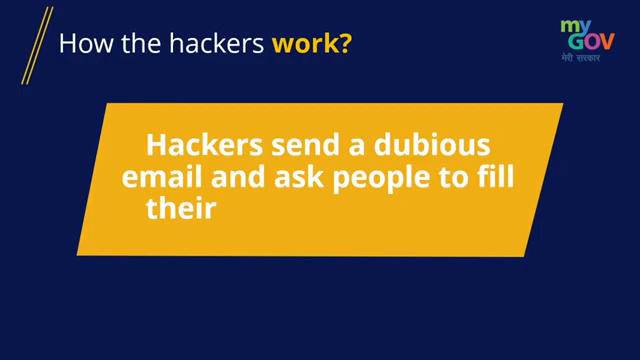 How the hackers work?
my
GOV
मेरी सरकार
Hackers send a dubious
email and ask people to fill
their